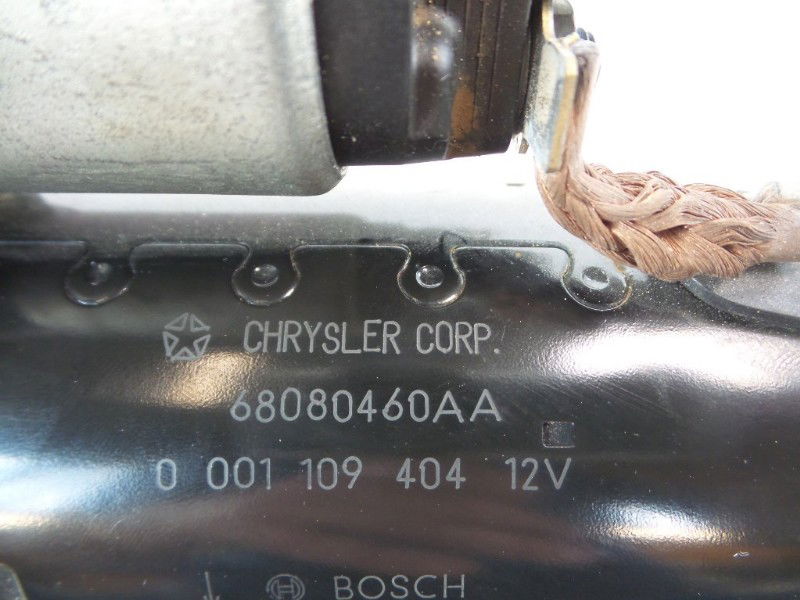 CHRYSLER CORP.
68080460AA
0 001 109 404 12V
BOSCH